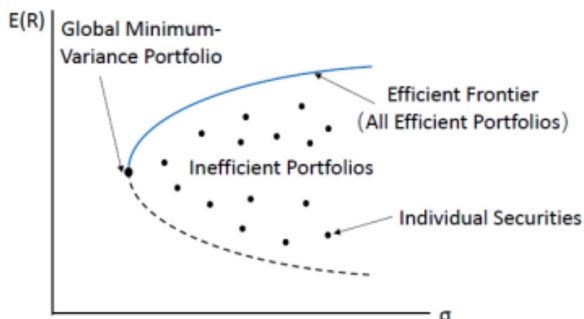 E(R)
Global Minimum-
Variance Portfolio
Efficient Frontier
(All Efficient Portfolios)
Inefficient Portfolios
Individual Securities
σ